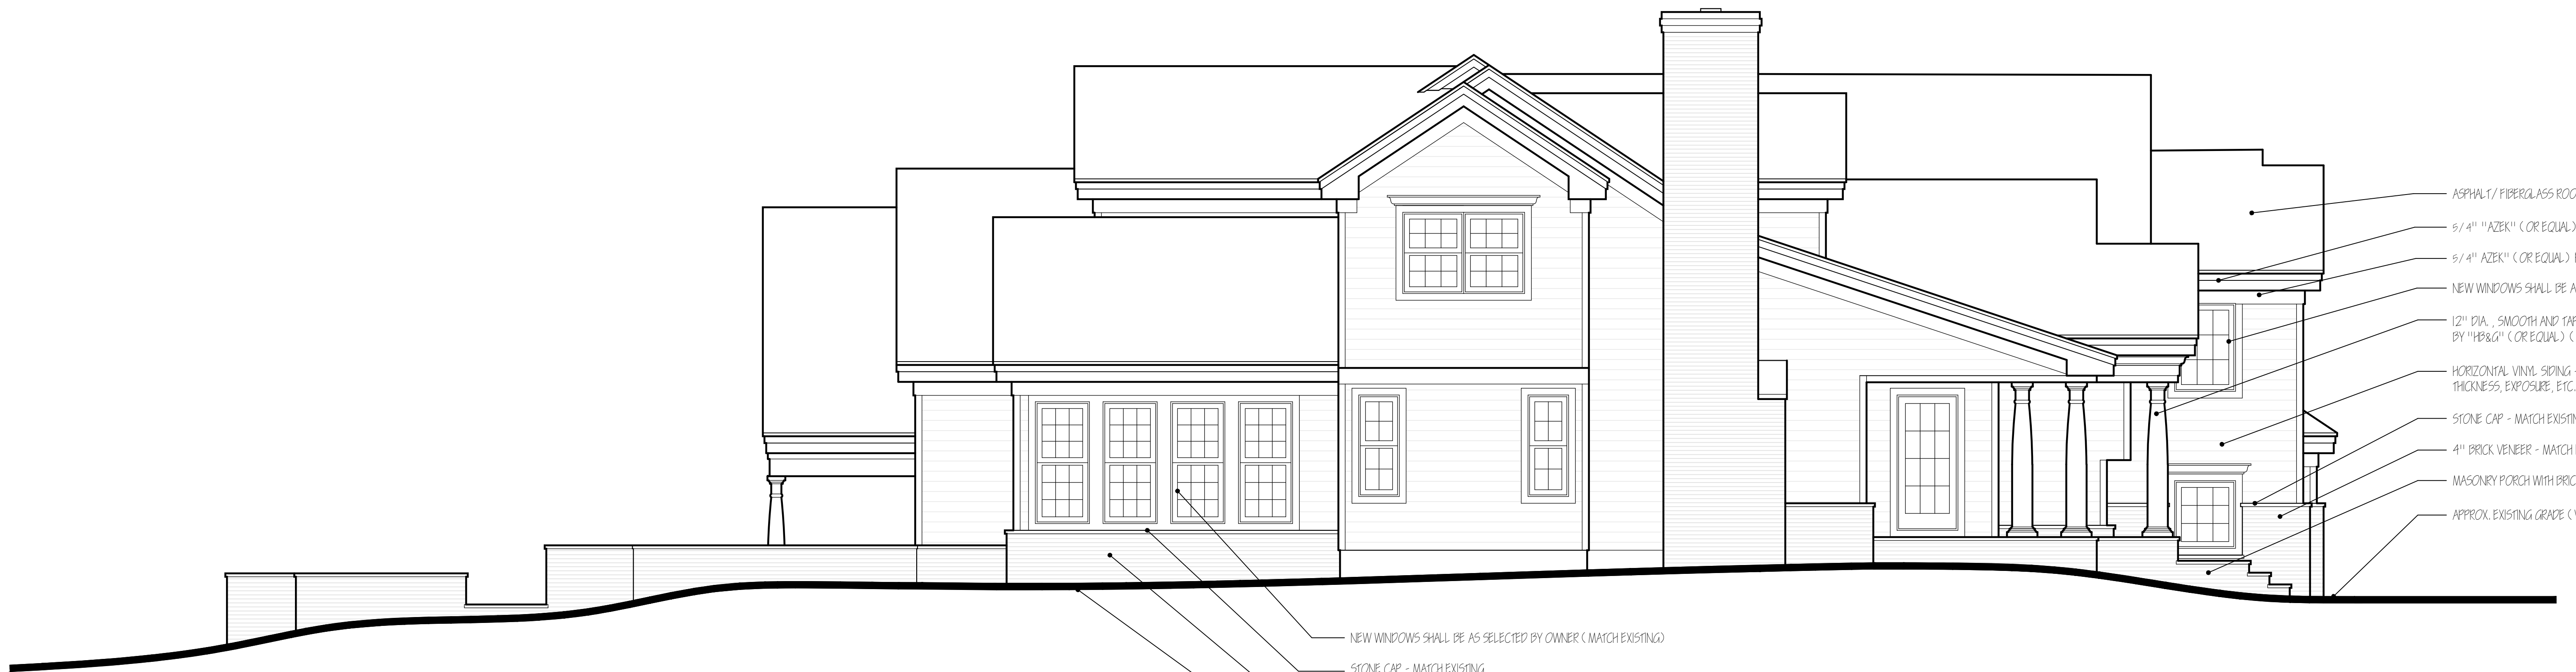 ASPHALT/ FIBERGLASS ROO
5/4" "AZEK" ( OR EQUAL)
5/4" AZEK" ( OR EQUAL)
NEW WINDOWS SHALL BE A
12" DIA. , SMOOTH AND TAP
BY "HB&G" ( OR EQUAL) (
HORIZONTAL VINYL SIDING -
THICKNESS, EXPOSURE, ETC.
STONE CAP - MATCH EXISTIN
4" BRICK VENEER - MATCH
MASONRY PORCH WITH BRIC
APPROX. EXISTING GRADE ( V
NEW WINDOWS SHALL BE AS SELECTED BY OWNER ( MATCH EXISTING)
STONE CAP - MATCH EXISTING